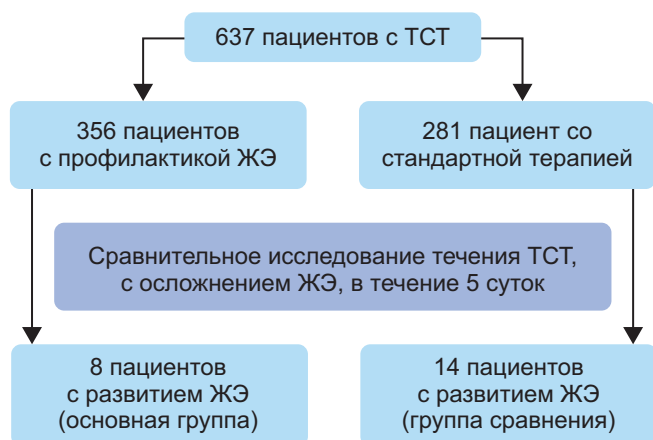 637 пациентов с ТСТ
356 пациентов
с профилактикой ЖЭ
281 пациент со
стандартной терапией
Сравнительное исследование течения ТСТ,
с осложнением ЖЭ, в течение 5 суток
8 пациентов
с развитием ЖЭ
(основная группа)
14 пациентов
с развитием ЖЭ
(группа сравнения)